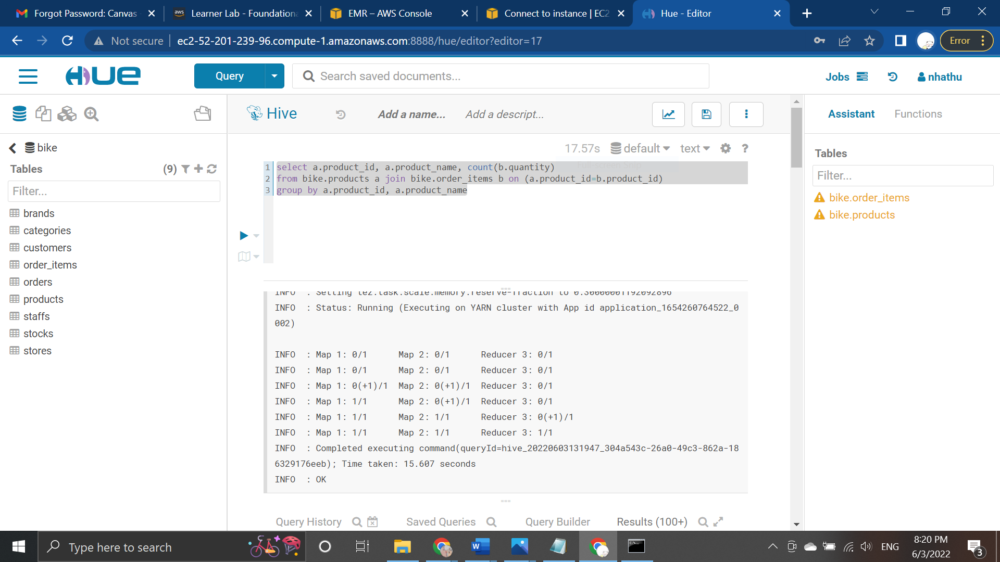 Forgot Password: Canvas
Learner Lab - Foundationa
EMR – AWS Console
Connect to instance | EC2
Hue - Editor
Not secure
ec2-52-201-239-96.compute-1.amazonaws.com:8888/hue/editor?editor=17
Error
HUE
Query
Search saved documents...
Jobs
nhathu
Hive
Add a name...
Add a descript...
Assistant
Functions
bike
Tables
(9)
Filter...
brands
categories
customers
order_items
orders
products
staffs
stocks
stores
17.57s
default
text
?
1 select a.product_id, a.product_name, count(b.quantity)
2 from bike.products a join bike.order_items b on (a.product_id=b.product_id)
3 group by a.product_id, a.product_name
INFO : Setting tez.task.scale.memory.reserve-fraction to 0.30000001192092896
INFO : Status: Running (Executing on YARN cluster with App id application_1654260764522_0
002)
INFO : Map 1: 0/1 Map 2: 0/1 Reducer 3: 0/1
INFO : Map 1: 0/1 Map 2: 0/1 Reducer 3: 0/1
INFO : Map 1: 0(+1)/1 Map 2: 0(+1)/1 Reducer 3: 0/1
INFO : Map 1: 1/1 Map 2: 0(+1)/1 Reducer 3: 0/1
INFO : Map 1: 1/1 Map 2: 1/1 Reducer 3: 0(+1)/1
INFO : Map 1: 1/1 Map 2: 1/1 Reducer 3: 1/1
INFO : Completed executing command(queryId=hive_20220603131947_304a543c-26a0-49c3-862a-18
6329176eeb); Time taken: 15.607 seconds
INFO : OK
Query History
Saved Queries
Query Builder
Results (100+)
Tables
Filter...
bike.order_items
bike.products
Type here to search
ENG
8:20 PM
6/3/2022
3